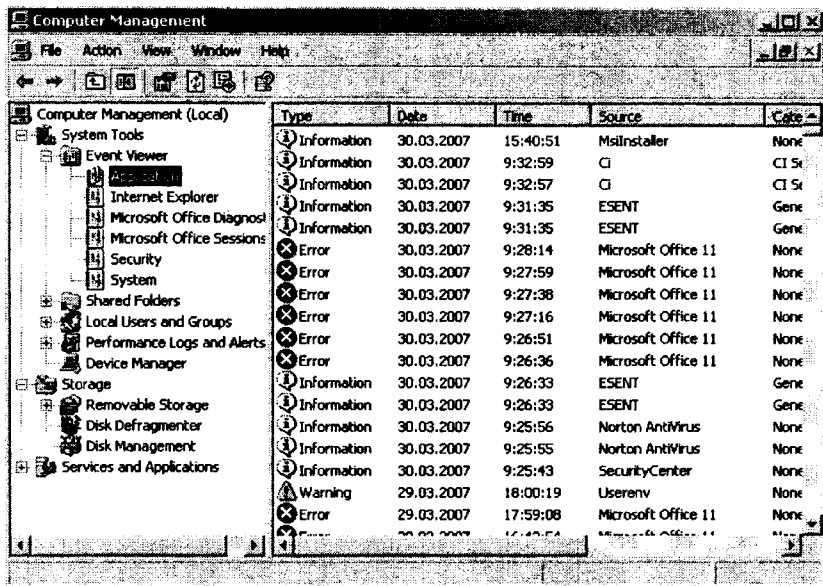 Computer Management
File Action View Window Help
Computer Management (Local)
System Tools
Event Viewer
Application
Internet Explorer
Microsoft Office Diagnost
Microsoft Office Sessions
Security
System
Shared Folders
Local Users and Groups
Performance Logs and Alerts
Device Manager
Storage
Removable Storage
Disk Defragmenter
Disk Management
Services and Applications
Type Date Time Source Cate
Information 30.03.2007 15:40:51 MsiInstaller None
Information 30.03.2007 9:32:59 Ci CI Se
Information 30.03.2007 9:32:57 Ci CI Se
Information 30.03.2007 9:31:35 ESENT Gene
Information 30.03.2007 9:31:35 ESENT Gene
Error 30.03.2007 9:28:14 Microsoft Office 11 None
Error 30.03.2007 9:27:59 Microsoft Office 11 None
Error 30.03.2007 9:27:38 Microsoft Office 11 None
Error 30.03.2007 9:27:16 Microsoft Office 11 None
Error 30.03.2007 9:26:51 Microsoft Office 11 None
Error 30.03.2007 9:26:36 Microsoft Office 11 None
Information 30.03.2007 9:26:33 ESENT Gene
Information 30.03.2007 9:26:33 ESENT Gene
Information 30.03.2007 9:25:56 Norton AntiVirus None
Information 30.03.2007 9:25:55 Norton AntiVirus None
Information 30.03.2007 9:25:43 SecurityCenter None
Warning 29.03.2007 18:00:19 Userenv None
Error 29.03.2007 17:59:08 Microsoft Office 11 None